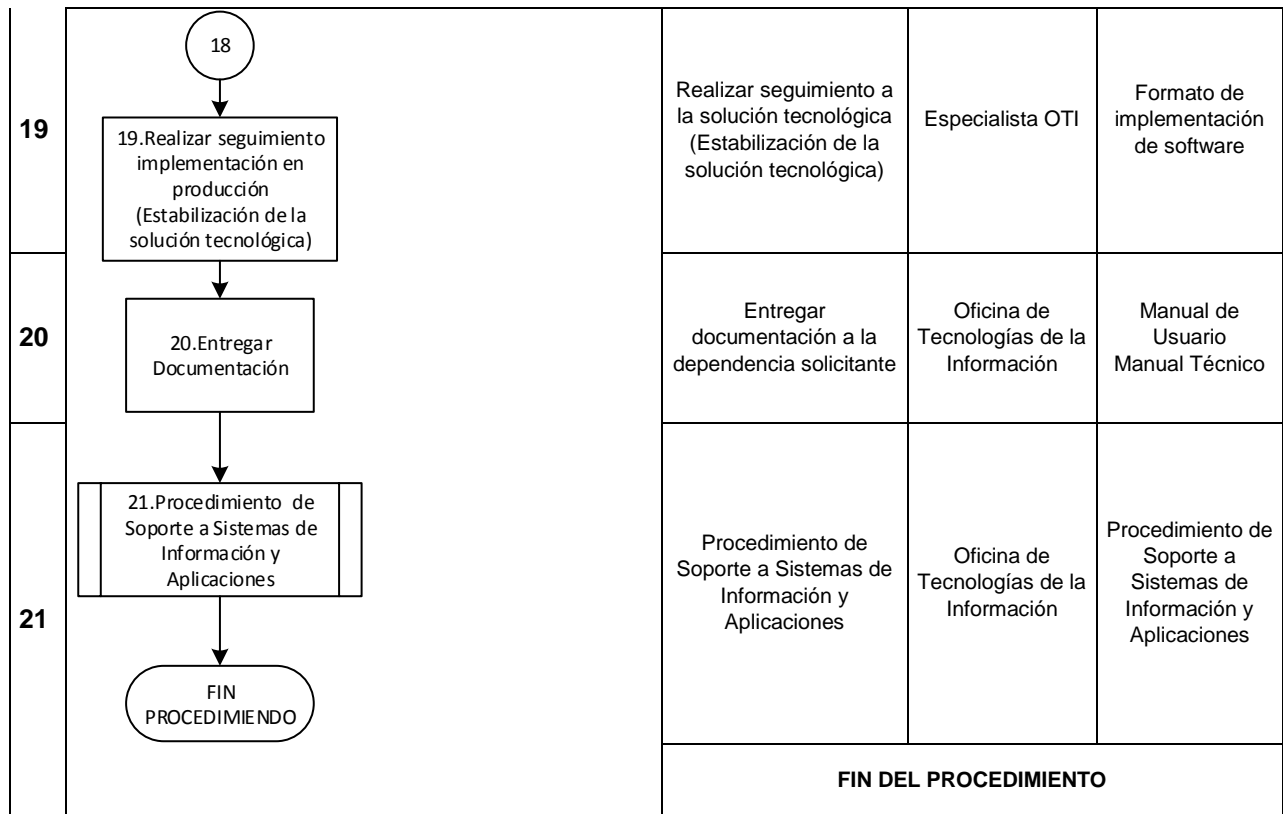 19
18
19.Realizar seguimiento
implementación en
producción
(Estabilización de la
solución tecnológica)
Realizar seguimiento a
la solución tecnológica
(Estabilización de la
solución tecnológica)
Especialista OTI
Formato de
implementación
de software
20
20.Entregar
Documentación
Entregar
documentación a la
dependencia solicitante
Oficina de
Tecnologías de la
Información
Manual de
Usuario
Manual Técnico
21
21.Procedimiento de
Soporte a Sistemas de
Información y
Aplicaciones
FIN
PROCEDIMIENDO
Procedimiento de
Soporte a Sistemas de
Información y
Aplicaciones
Oficina de
Tecnologías de la
Información
Procedimiento de
Soporte a
Sistemas de
Información y
Aplicaciones
FIN DEL PROCEDIMIENTO